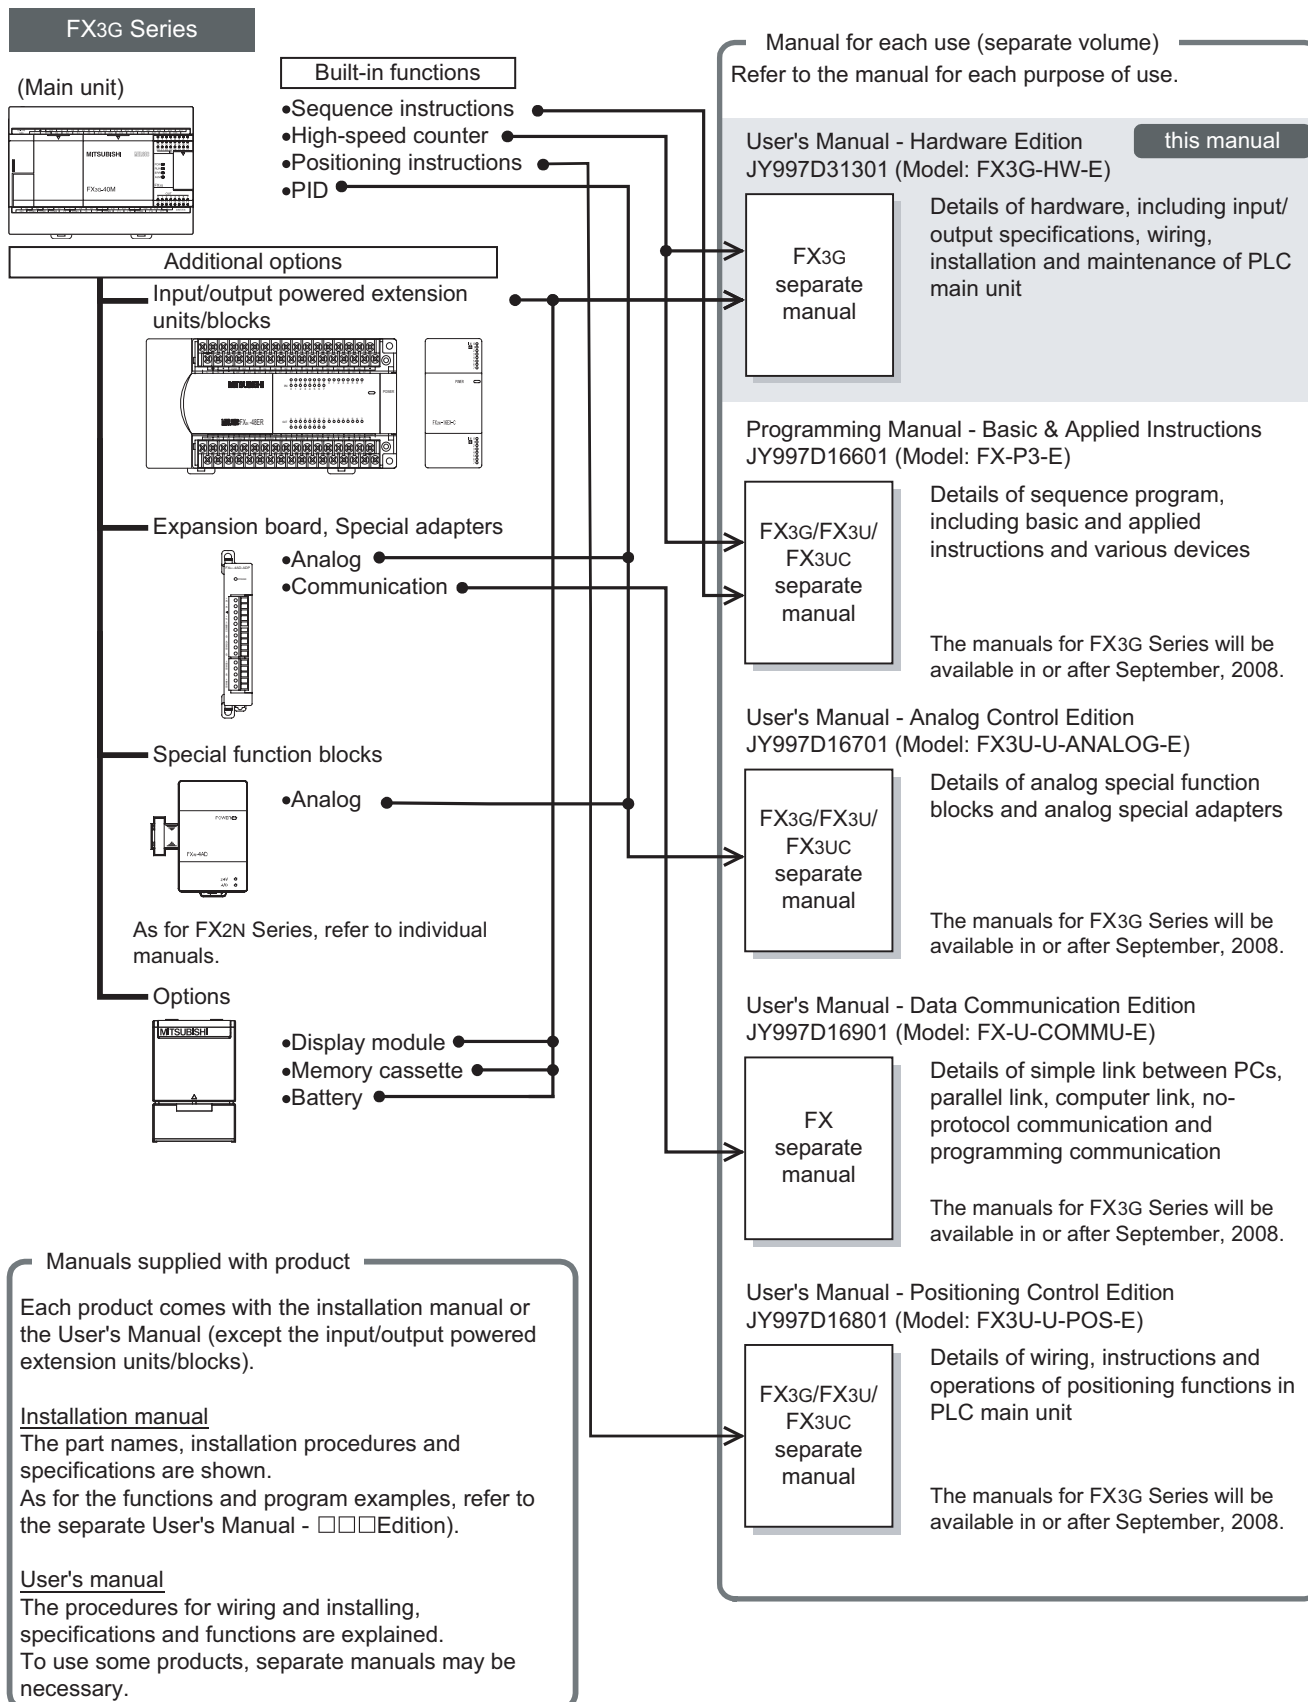 FX3G Series
(Main unit)
MITSUBISHI
FX3G-40M
Built-in functions
•Sequence instructions
•High-speed counter
•Positioning instructions
•PID
Additional options
Input/output powered extension
units/blocks
MITSUBISHI
POWER
POWER
Expansion board, Special adapters
•Analog
•Communication
Special function blocks
POWER
•Analog
As for FX2N Series, refer to individual
manuals.
Options
MITSUBISHI
•Display module
•Memory cassette
•Battery
Manuals supplied with product
Each product comes with the installation manual or
the User's Manual (except the input/output powered
extension units/blocks).
Installation manual
The part names, installation procedures and
specifications are shown.
As for the functions and program examples, refer to
the separate User's Manual - □□□Edition).
User's manual
The procedures for wiring and installing,
specifications and functions are explained.
To use some products, separate manuals may be
necessary.
Manual for each use (separate volume)
Refer to the manual for each purpose of use.
User's Manual - Hardware Edition
this manual
JY997D31301 (Model: FX3G-HW-E)
FX3G
separate
manual
Details of hardware, including input/
output specifications, wiring,
installation and maintenance of PLC
main unit
Programming Manual - Basic & Applied Instructions
JY997D16601 (Model: FX-P3-E)
FX3G/FX3U/
FX3UC
separate
manual
Details of sequence program,
including basic and applied
instructions and various devices
The manuals for FX3G Series will be
available in or after September, 2008.
User's Manual - Analog Control Edition
JY997D16701 (Model: FX3U-U-ANALOG-E)
FX3G/FX3U/
FX3UC
separate
manual
Details of analog special function
blocks and analog special adapters
The manuals for FX3G Series will be
available in or after September, 2008.
User's Manual - Data Communication Edition
JY997D16901 (Model: FX-U-COMMU-E)
FX
separate
manual
Details of simple link between PCs,
parallel link, computer link, no-
protocol communication and
programming communication
The manuals for FX3G Series will be
available in or after September, 2008.
User's Manual - Positioning Control Edition
JY997D16801 (Model: FX3U-U-POS-E)
FX3G/FX3U/
FX3UC
separate
manual
Details of wiring, instructions and
operations of positioning functions in
PLC main unit
The manuals for FX3G Series will be
available in or after September, 2008.